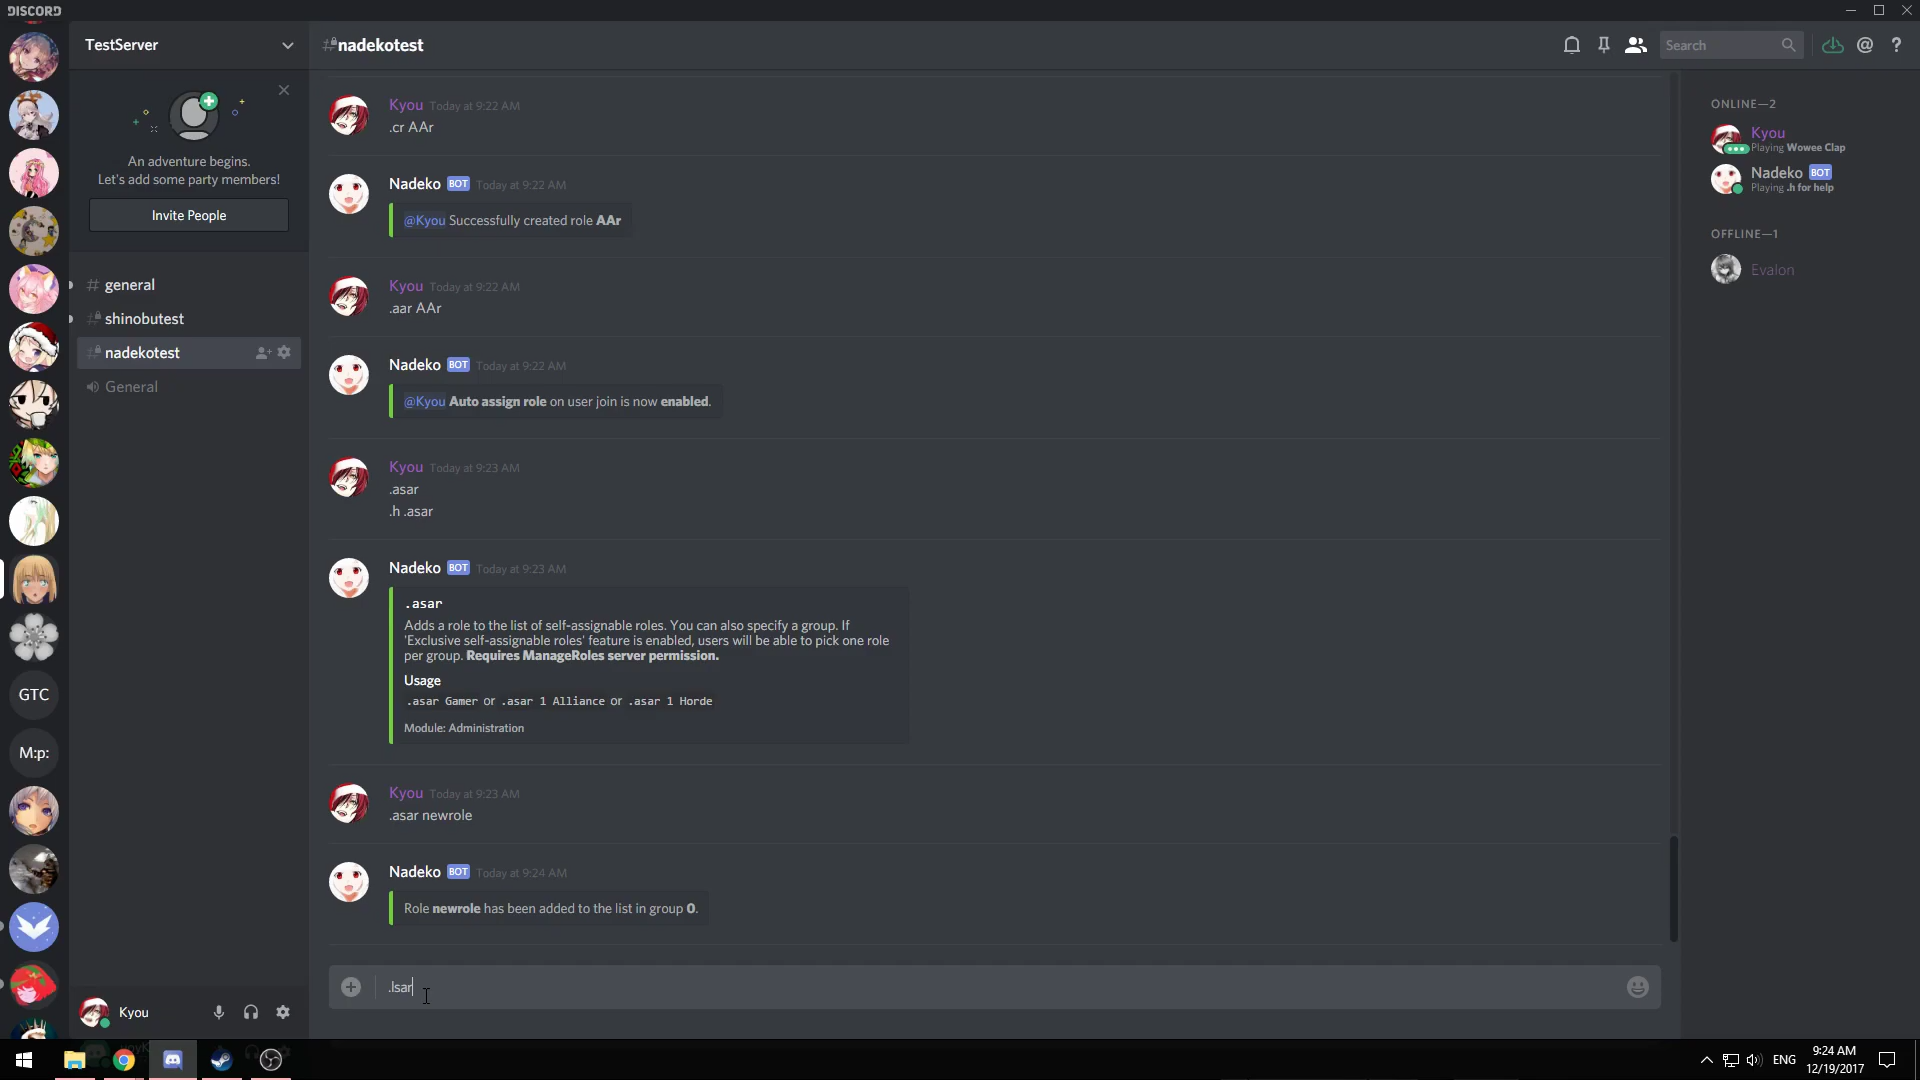 DISCORD
TestServer
An adventure begins.
Let's add some party members!
Invite People
# general
# shinobutest
# nadekotest
General
GTC
M:p:
Kyou
#nadekotest
Search
@ ?
Kyou Today at 9:22 AM
.cr AAr
Nadeko BOT Today at 9:22 AM
@Kyou Successfully created role AAr
Kyou Today at 9:22 AM
.aar AAr
Nadeko BOT Today at 9:22 AM
@Kyou Auto assign role on user join is now enabled.
Kyou Today at 9:23 AM
.asar
.h .asar
Nadeko BOT Today at 9:23 AM
.asar
Adds a role to the list of self-assignable roles. You can also specify a group. If
'Exclusive self-assignable roles' feature is enabled, users will be able to pick one role
per group. Requires ManageRoles server permission.
Usage
.asar Gamer or .asar 1 Alliance or .asar 1 Horde
Module: Administration
Kyou Today at 9:23 AM
.asar newrole
Nadeko BOT Today at 9:24 AM
Role newrole has been added to the list in group 0.
.lsar
ONLINE—2
Kyou
Playing Wowee Clap
Nadeko BOT
Playing .h for help
OFFLINE—1
Evalon
ENG
9:24 AM
12/19/2017